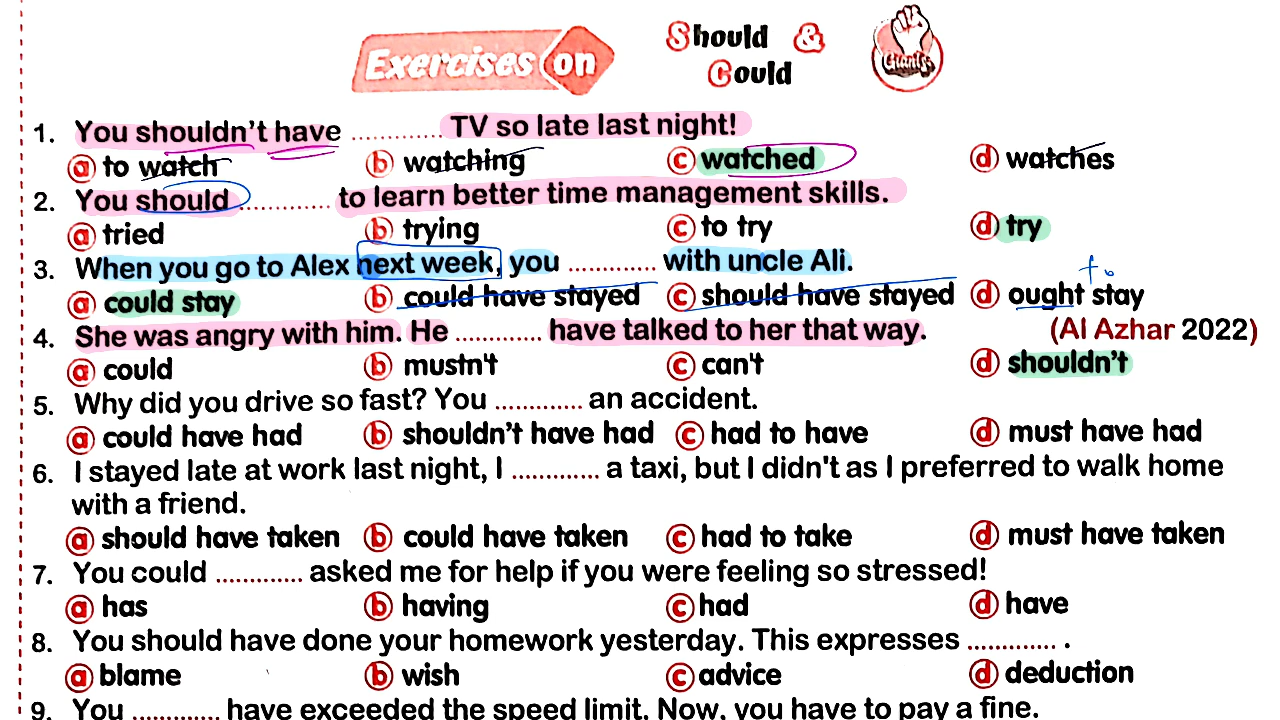 Exercises on
Should &
Could
Giants
1. You shouldn't have ............. TV so late last night!
ⓐ to watch ⓑ watching ⓒ watched ⓓ watches
2. You should ............. to learn better time management skills.
ⓐ tried ⓑ trying ⓒ to try ⓓ try
3. When you go to Alex next week, you ............. with uncle Ali.
to
ⓐ could stay ⓑ could have stayed ⓒ should have stayed ⓓ ought stay
4. She was angry with him. He ............. have talked to her that way. (Al Azhar 2022)
ⓐ could ⓑ mustn't ⓒ can't ⓓ shouldn't
5. Why did you drive so fast? You ............. an accident.
ⓐ could have had ⓑ shouldn't have had ⓒ had to have ⓓ must have had
6. I stayed late at work last night, I ............. a taxi, but I didn't as I preferred to walk home
with a friend.
ⓐ should have taken ⓑ could have taken ⓒ had to take ⓓ must have taken
7. You could ............. asked me for help if you were feeling so stressed!
ⓐ has ⓑ having ⓒ had ⓓ have
8. You should have done your homework yesterday. This expresses ............. .
ⓐ blame ⓑ wish ⓒ advice ⓓ deduction
9. You ............. have exceeded the speed limit. Now, you have to pay a fine.